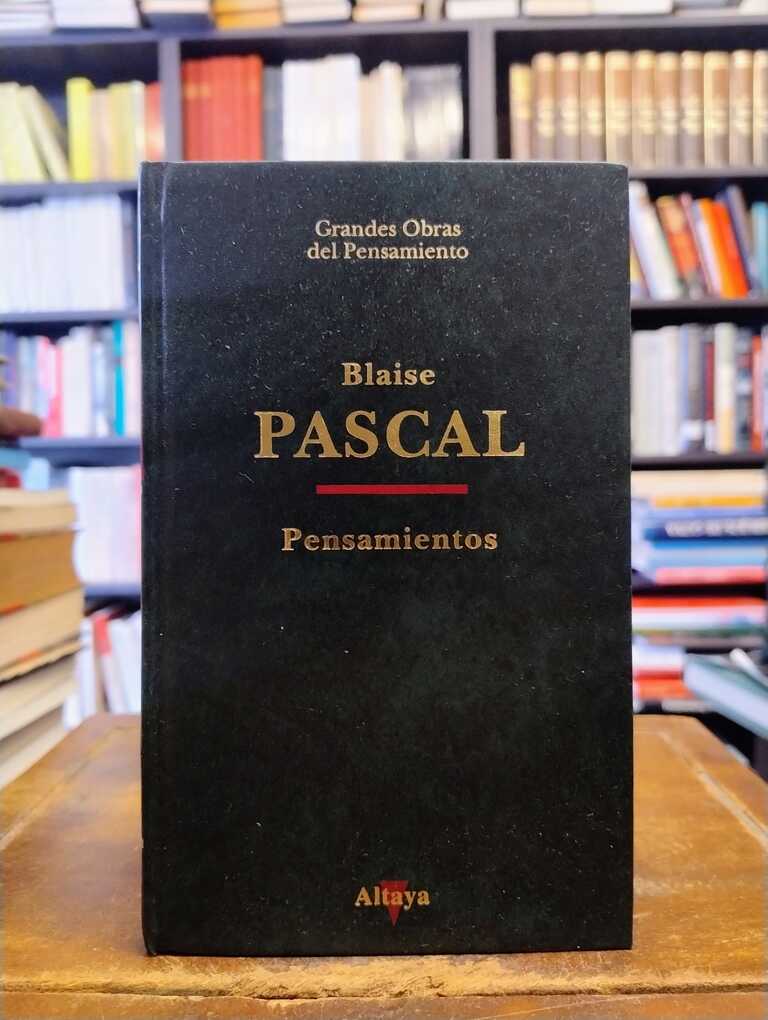 Grandes Obras
del Pensamiento
Blaise
PASCAL
Pensamientos
Altaya